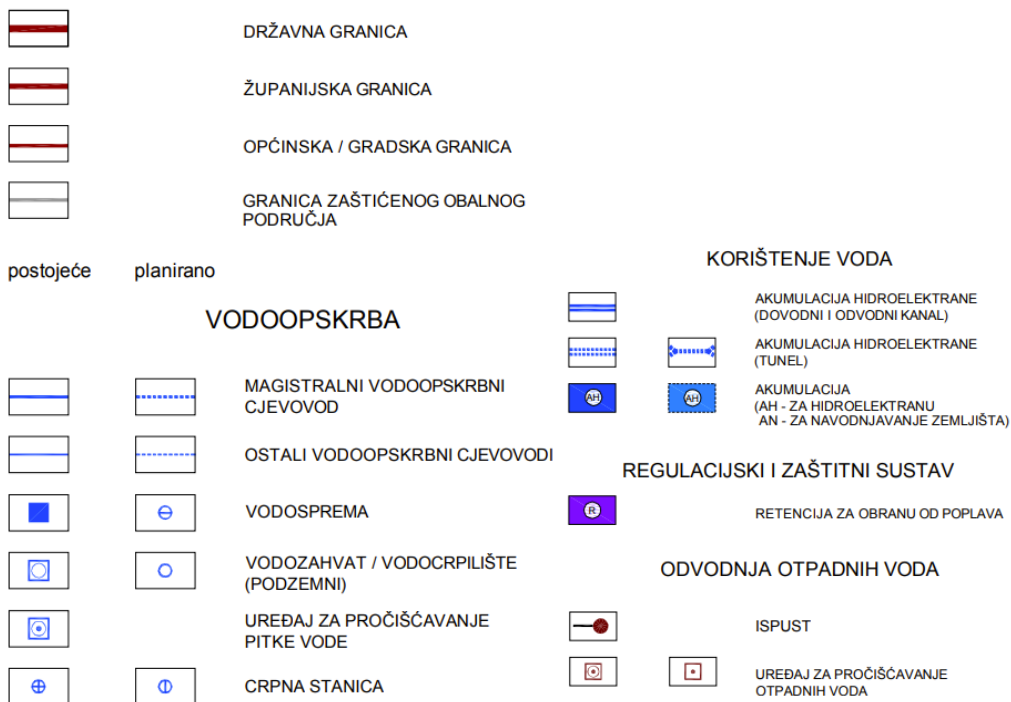 DRŽAVNA GRANICA
ŽUPANIJSKA GRANICA
OPĆINSKA / GRADSKA GRANICA
GRANICA ZAŠTIĆENOG OBALNOG
PODRUČJA
postojeće planirano
VODOOPSKRBA
MAGISTRALNI VODOOPSKRBNI
CJEVOVOD
OSTALI VODOOPSKRBNI CJEVOVODI
VODOSPREMA
VODOZAHVAT / VODOCRPILIŠTE
(PODZEMNI)
UREĐAJ ZA PROČIŠĆAVANJE
PITKE VODE
CRPNA STANICA
KORIŠTENJE VODA
AKUMULACIJA HIDROELEKTRANE
(DOVODNI I ODVODNI KANAL)
AKUMULACIJA HIDROELEKTRANE
(TUNEL)
AH AH
AKUMULACIJA
(AH - ZA HIDROELEKTRANU
AN - ZA NAVODNJAVANJE ZEMLJIŠTA)
REGULACIJSKI I ZAŠTITNI SUSTAV
R
RETENCIJA ZA OBRANU OD POPLAVA
ODVODNJA OTPADNIH VODA
ISPUST
UREĐAJ ZA PROČIŠĆAVANJE
OTPADNIH VODA